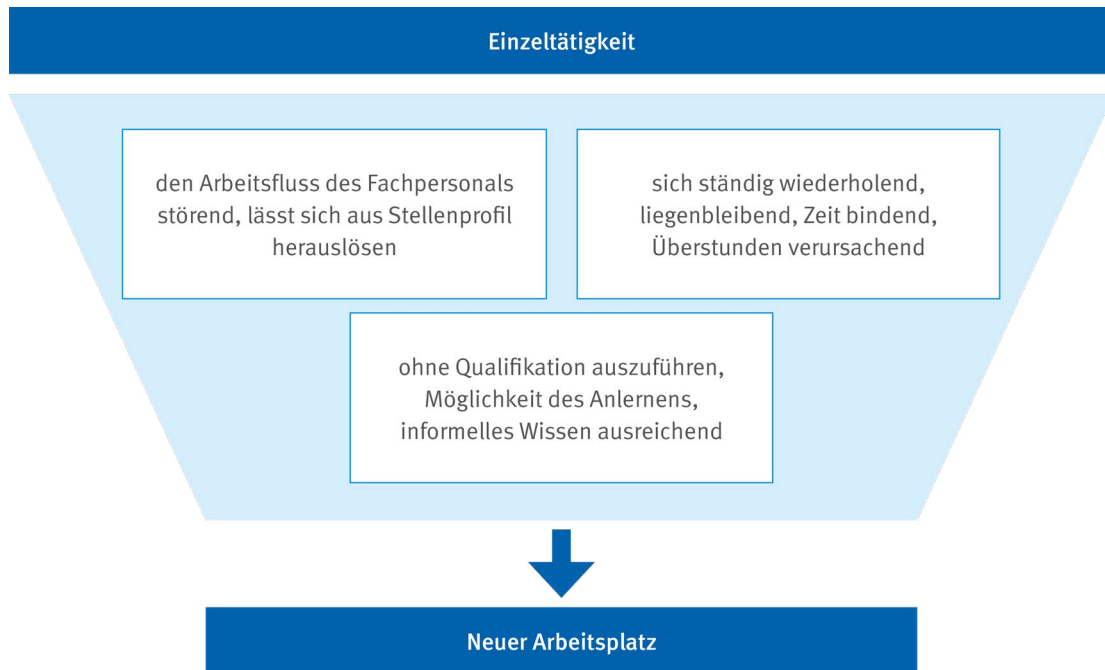 Einzeltätigkeit
den Arbeitsfluss des Fachpersonals
störend, lässt sich aus Stellenprofil
herauslösen
sich ständig wiederholend,
liegenbleibend, Zeit bindend,
Überstunden verursachend
ohne Qualifikation auszuführen,
Möglichkeit des Anlernens,
informelles Wissen ausreichend
Neuer Arbeitsplatz